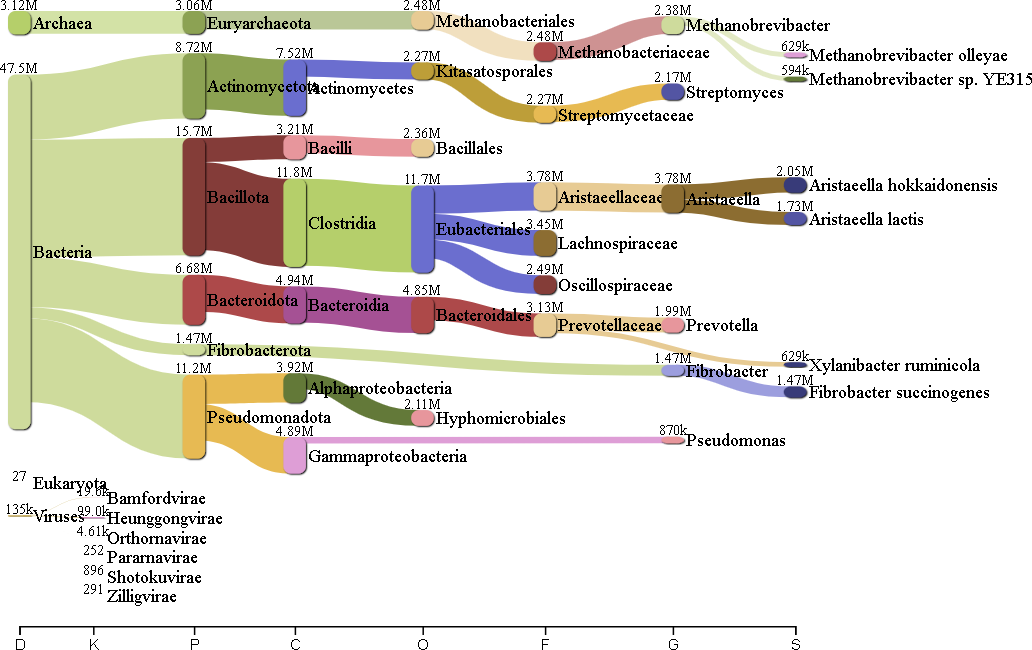 3.12M Archaea
3.06M Euryarchaeota
2.48M Methanobacteriales
2.48M Methanobacteriaceae
2.38M Methanobrevibacter
629k Methanobrevibacter olleyae
594k Methanobrevibacter sp. YE315
47.5M Bacteria
8.72M Actinomycetota
7.52M Actinomycetes
2.27M Kitasatosporales
2.27M Streptomycetaceae
2.17M Streptomyces
15.7M Bacillota
3.21M Bacilli
2.36M Bacillales
11.8M Clostridia
11.7M Eubacteriales
3.78M Aristaeellaceae
3.78M Aristaeella
2.05M Aristaeella hokkaidonensis
1.73M Aristaeella lactis
3.45M Lachnospiraceae
2.49M Oscillospiraceae
6.68M Bacteroidota
4.94M Bacteroidia
4.85M Bacteroidales
3.13M Prevotellaceae
1.99M Prevotella
629k Xylanibacter ruminicola
1.47M Fibrobacterota
1.47M Fibrobacter
1.47M Fibrobacter succinogenes
11.2M Pseudomonadota
3.92M Alphaproteobacteria
2.11M Hyphomicrobiales
4.89M Gammaproteobacteria
870k Pseudomonas
27 Eukaryota
135k Viruses
19.6k Bamfordvirae
99.0k Heunggongvirae
4.61k Orthornavirae
252 Pararnavirae
896 Shotokuvirae
291 Zilligvirae
D K P C O F G S